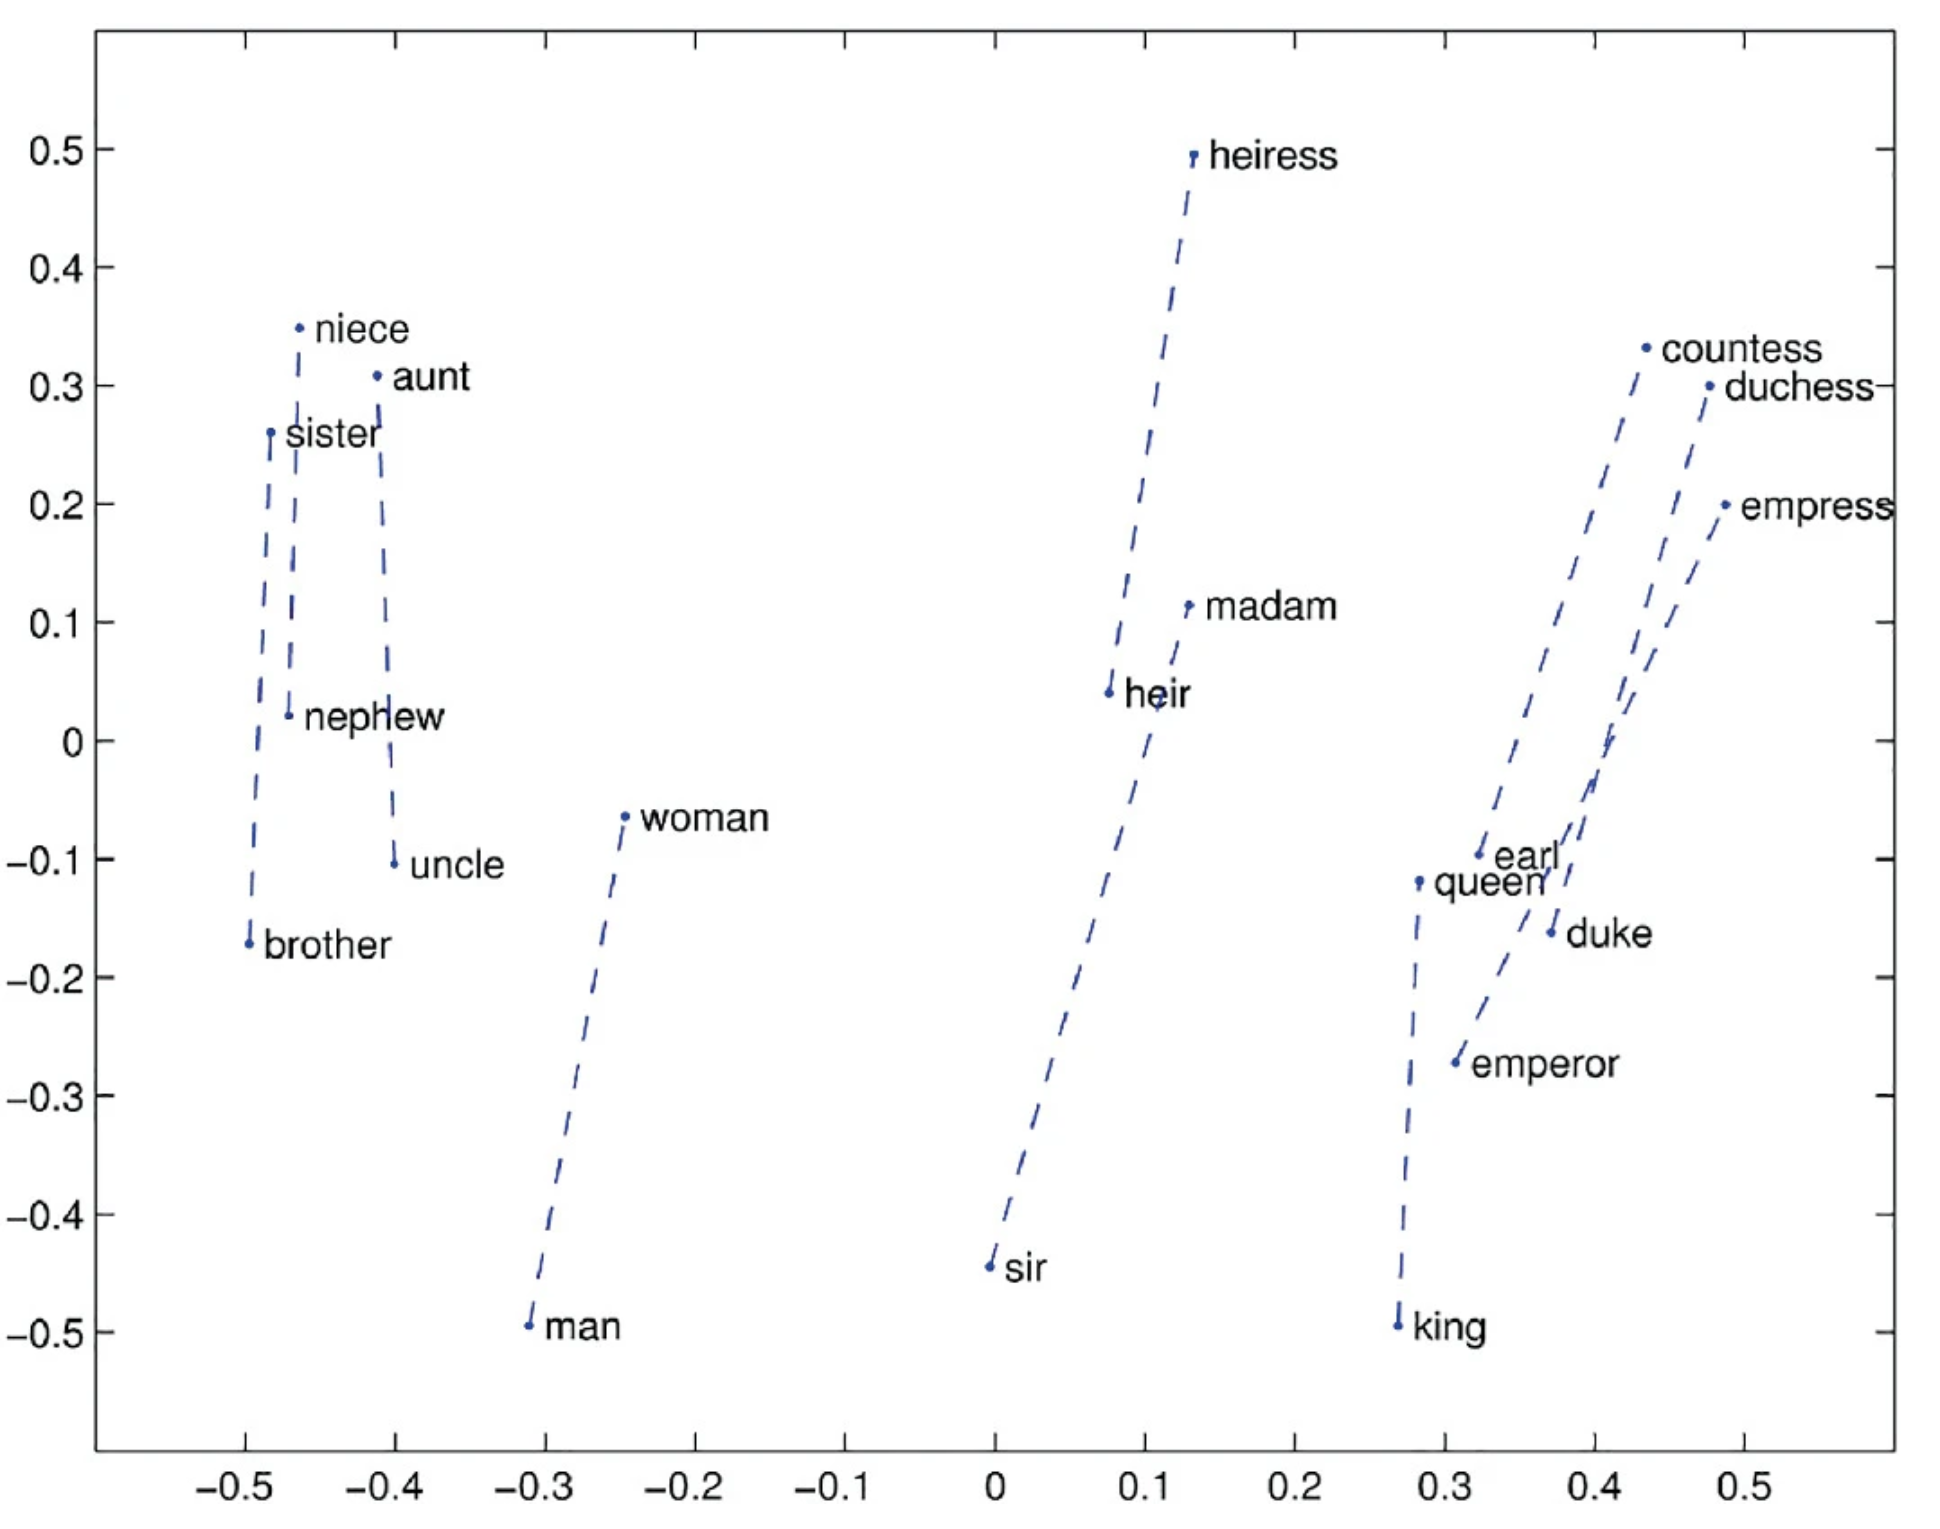 0.5
heiress
0.4
niece
countess
aunt
0.3
duchess
sister
0.2
empress
0.1
madam
heir
nephew
0
woman
earl
−0.1
uncle
queen
duke
brother
−0.2
emperor
−0.3
−0.4
sir
man
king
−0.5
−0.5 −0.4 −0.3 −0.2 −0.1 0 0.1 0.2 0.3 0.4 0.5